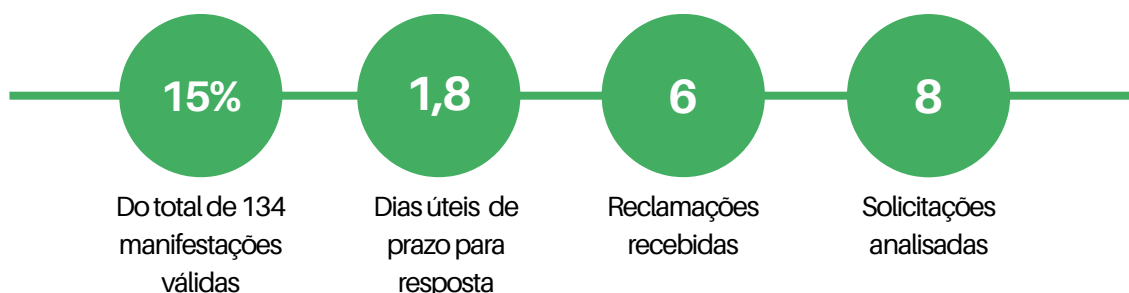 15%
Do total de 134
manifestações
válidas
1,8
Dias úteis de
prazo para
resposta
6
Reclamações
recebidas
8
Solicitações
analisadas